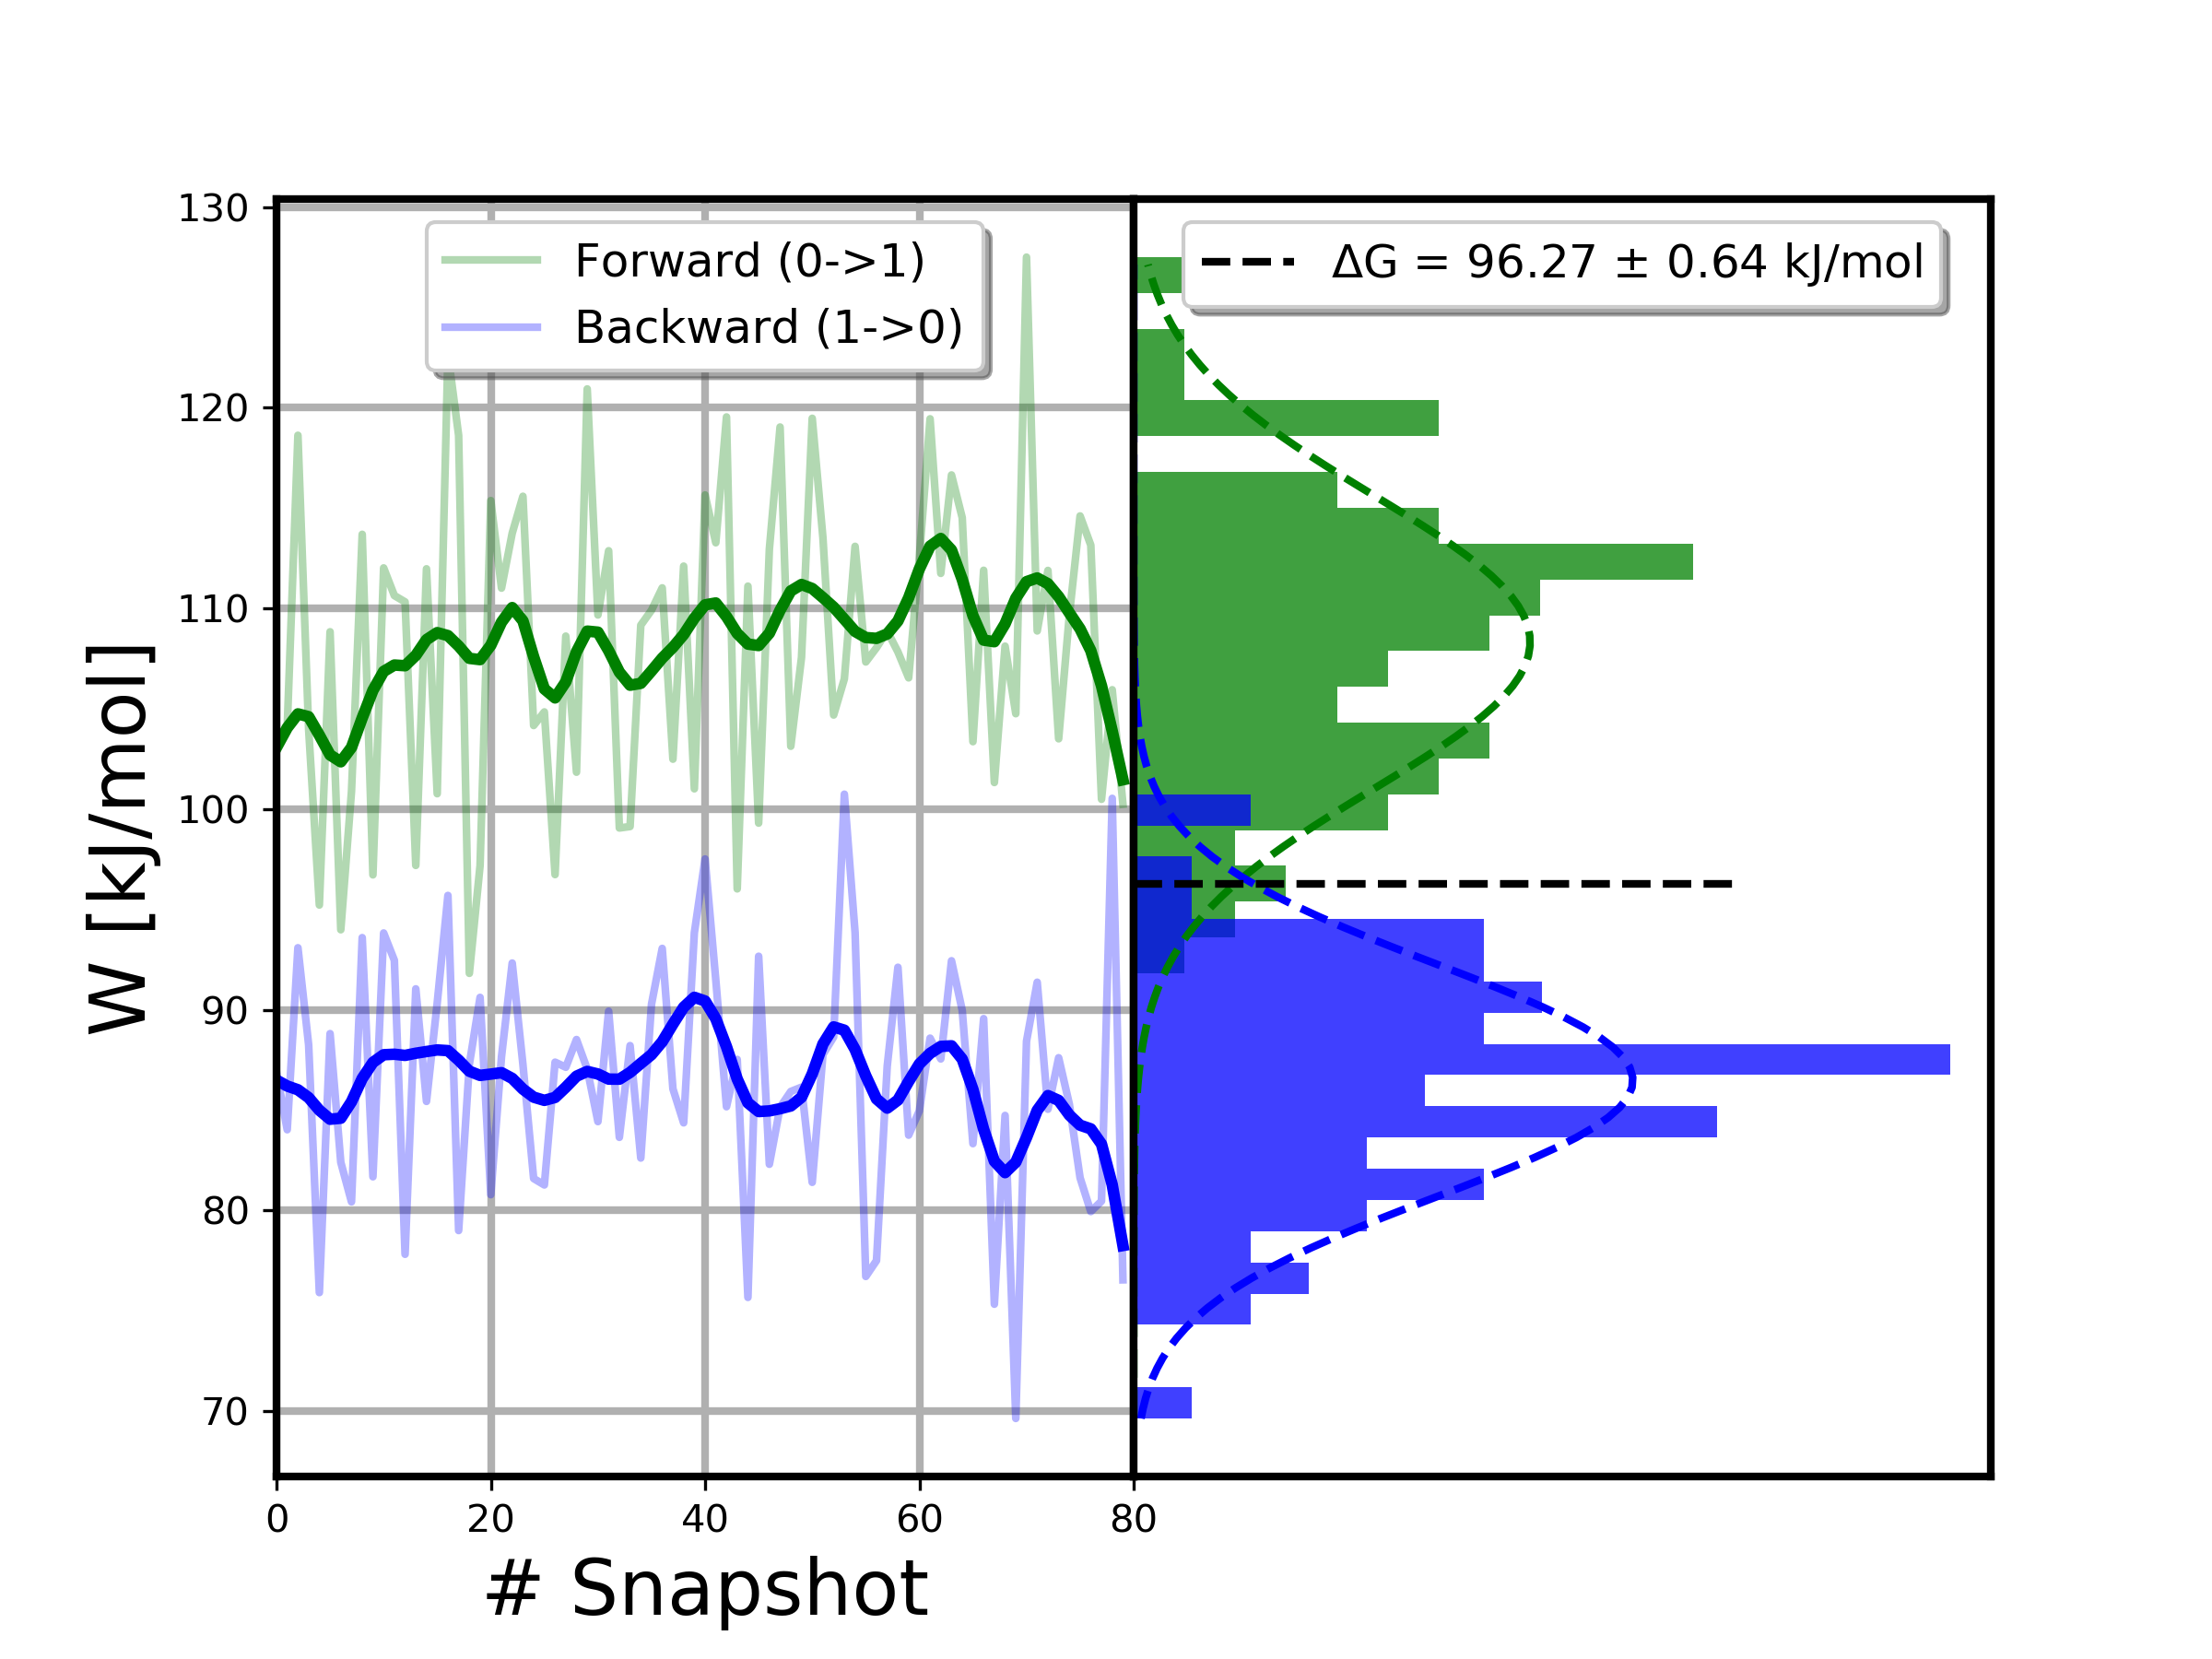 Forward (0->1)
Backward (1->0)
ΔG = 96.27 ± 0.64 kJ/mol
W [kJ/mol]
130
120
110
100
90
80
70
0 20 40 60 80
# Snapshot